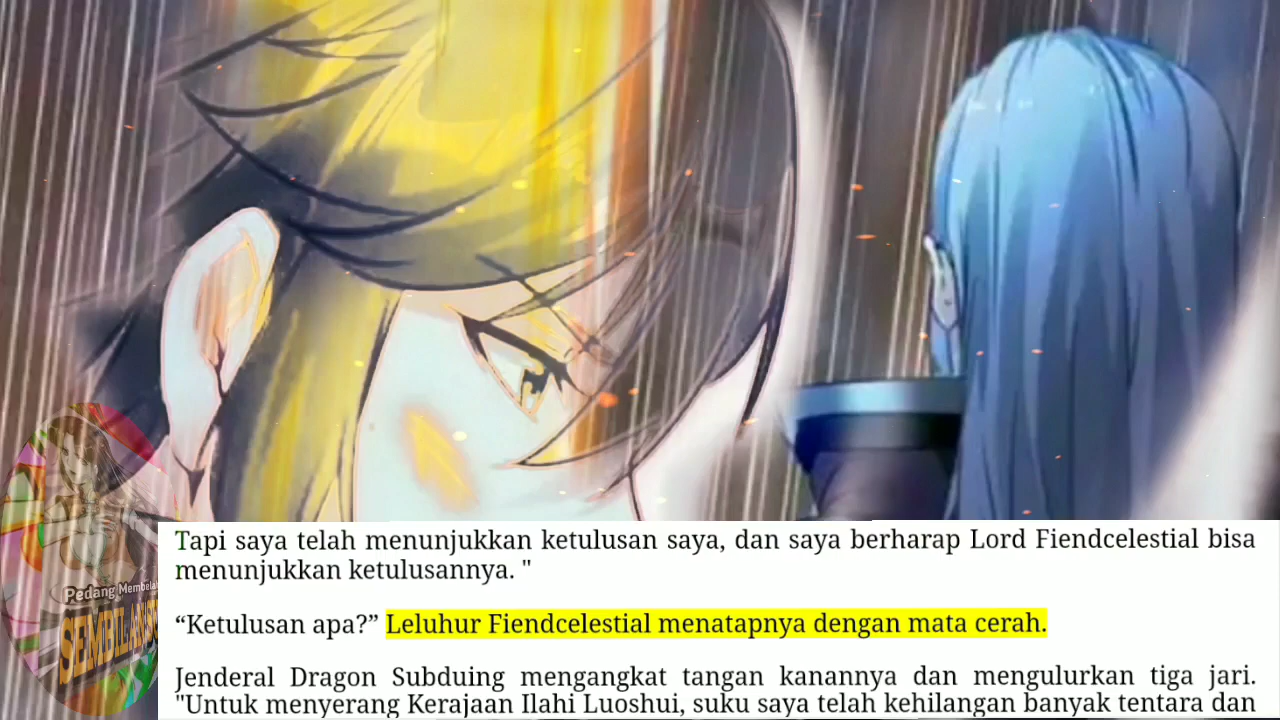 Tapi saya telah menunjukkan ketulusan saya, dan saya berharap Lord Fiendcelestial bisa
menunjukkan ketulusannya. "
“Ketulusan apa?” Leluhur Fiendcelestial menatapnya dengan mata cerah.
Jenderal Dragon Subduing mengangkat tangan kanannya dan mengulurkan tiga jari.
"Untuk menyerang Kerajaan Ilahi Luoshui, suku saya telah kehilangan banyak tentara dan
Pedang